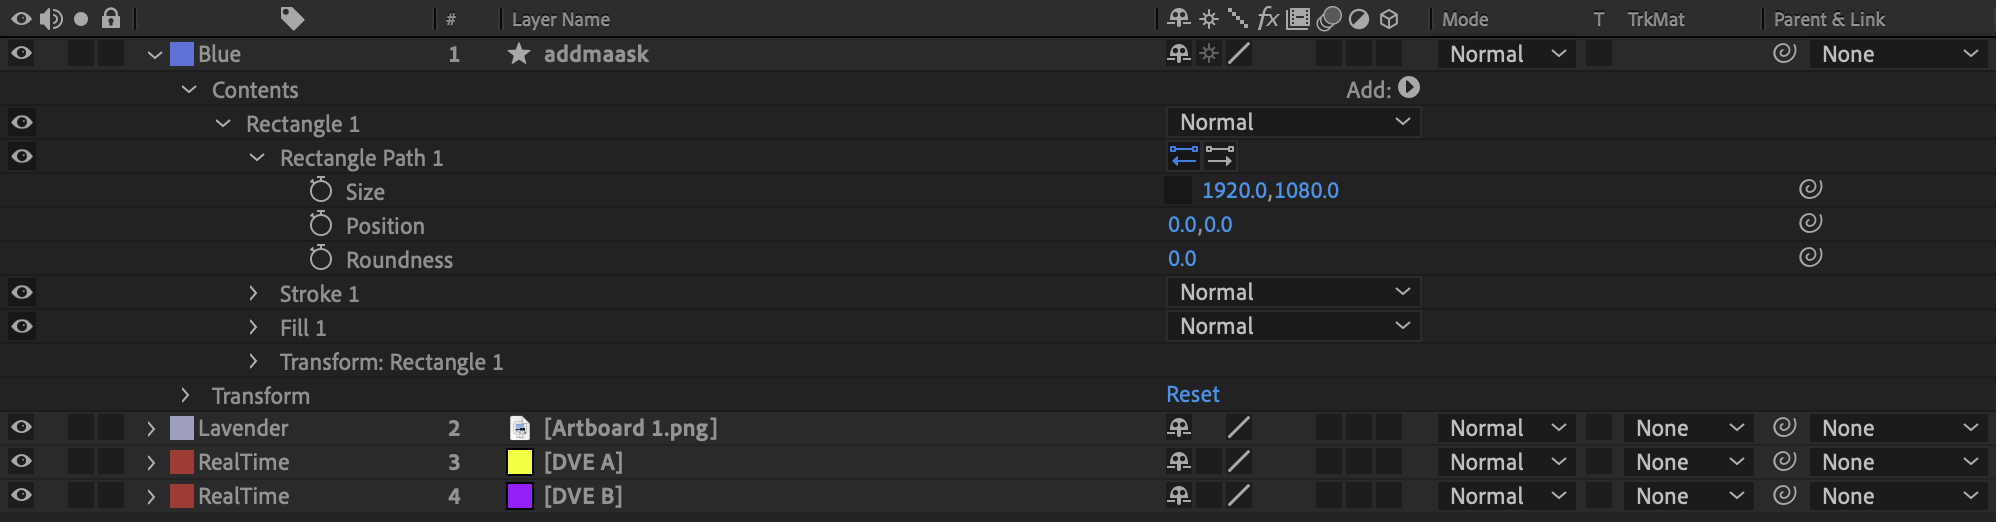 # Layer Name fx Mode T TrkMat Parent & Link
Blue 1 addmaask Normal None
Contents Add:
Rectangle 1 Normal
Rectangle Path 1
Size 1920.0,1080.0
Position 0.0,0.0
Roundness 0.0
Stroke 1 Normal
Fill 1 Normal
Transform: Rectangle 1
Transform Reset
Lavender 2 [Artboard 1.png] Normal None None
RealTime 3 [DVE A] Normal None None
RealTime 4 [DVE B] Normal None None